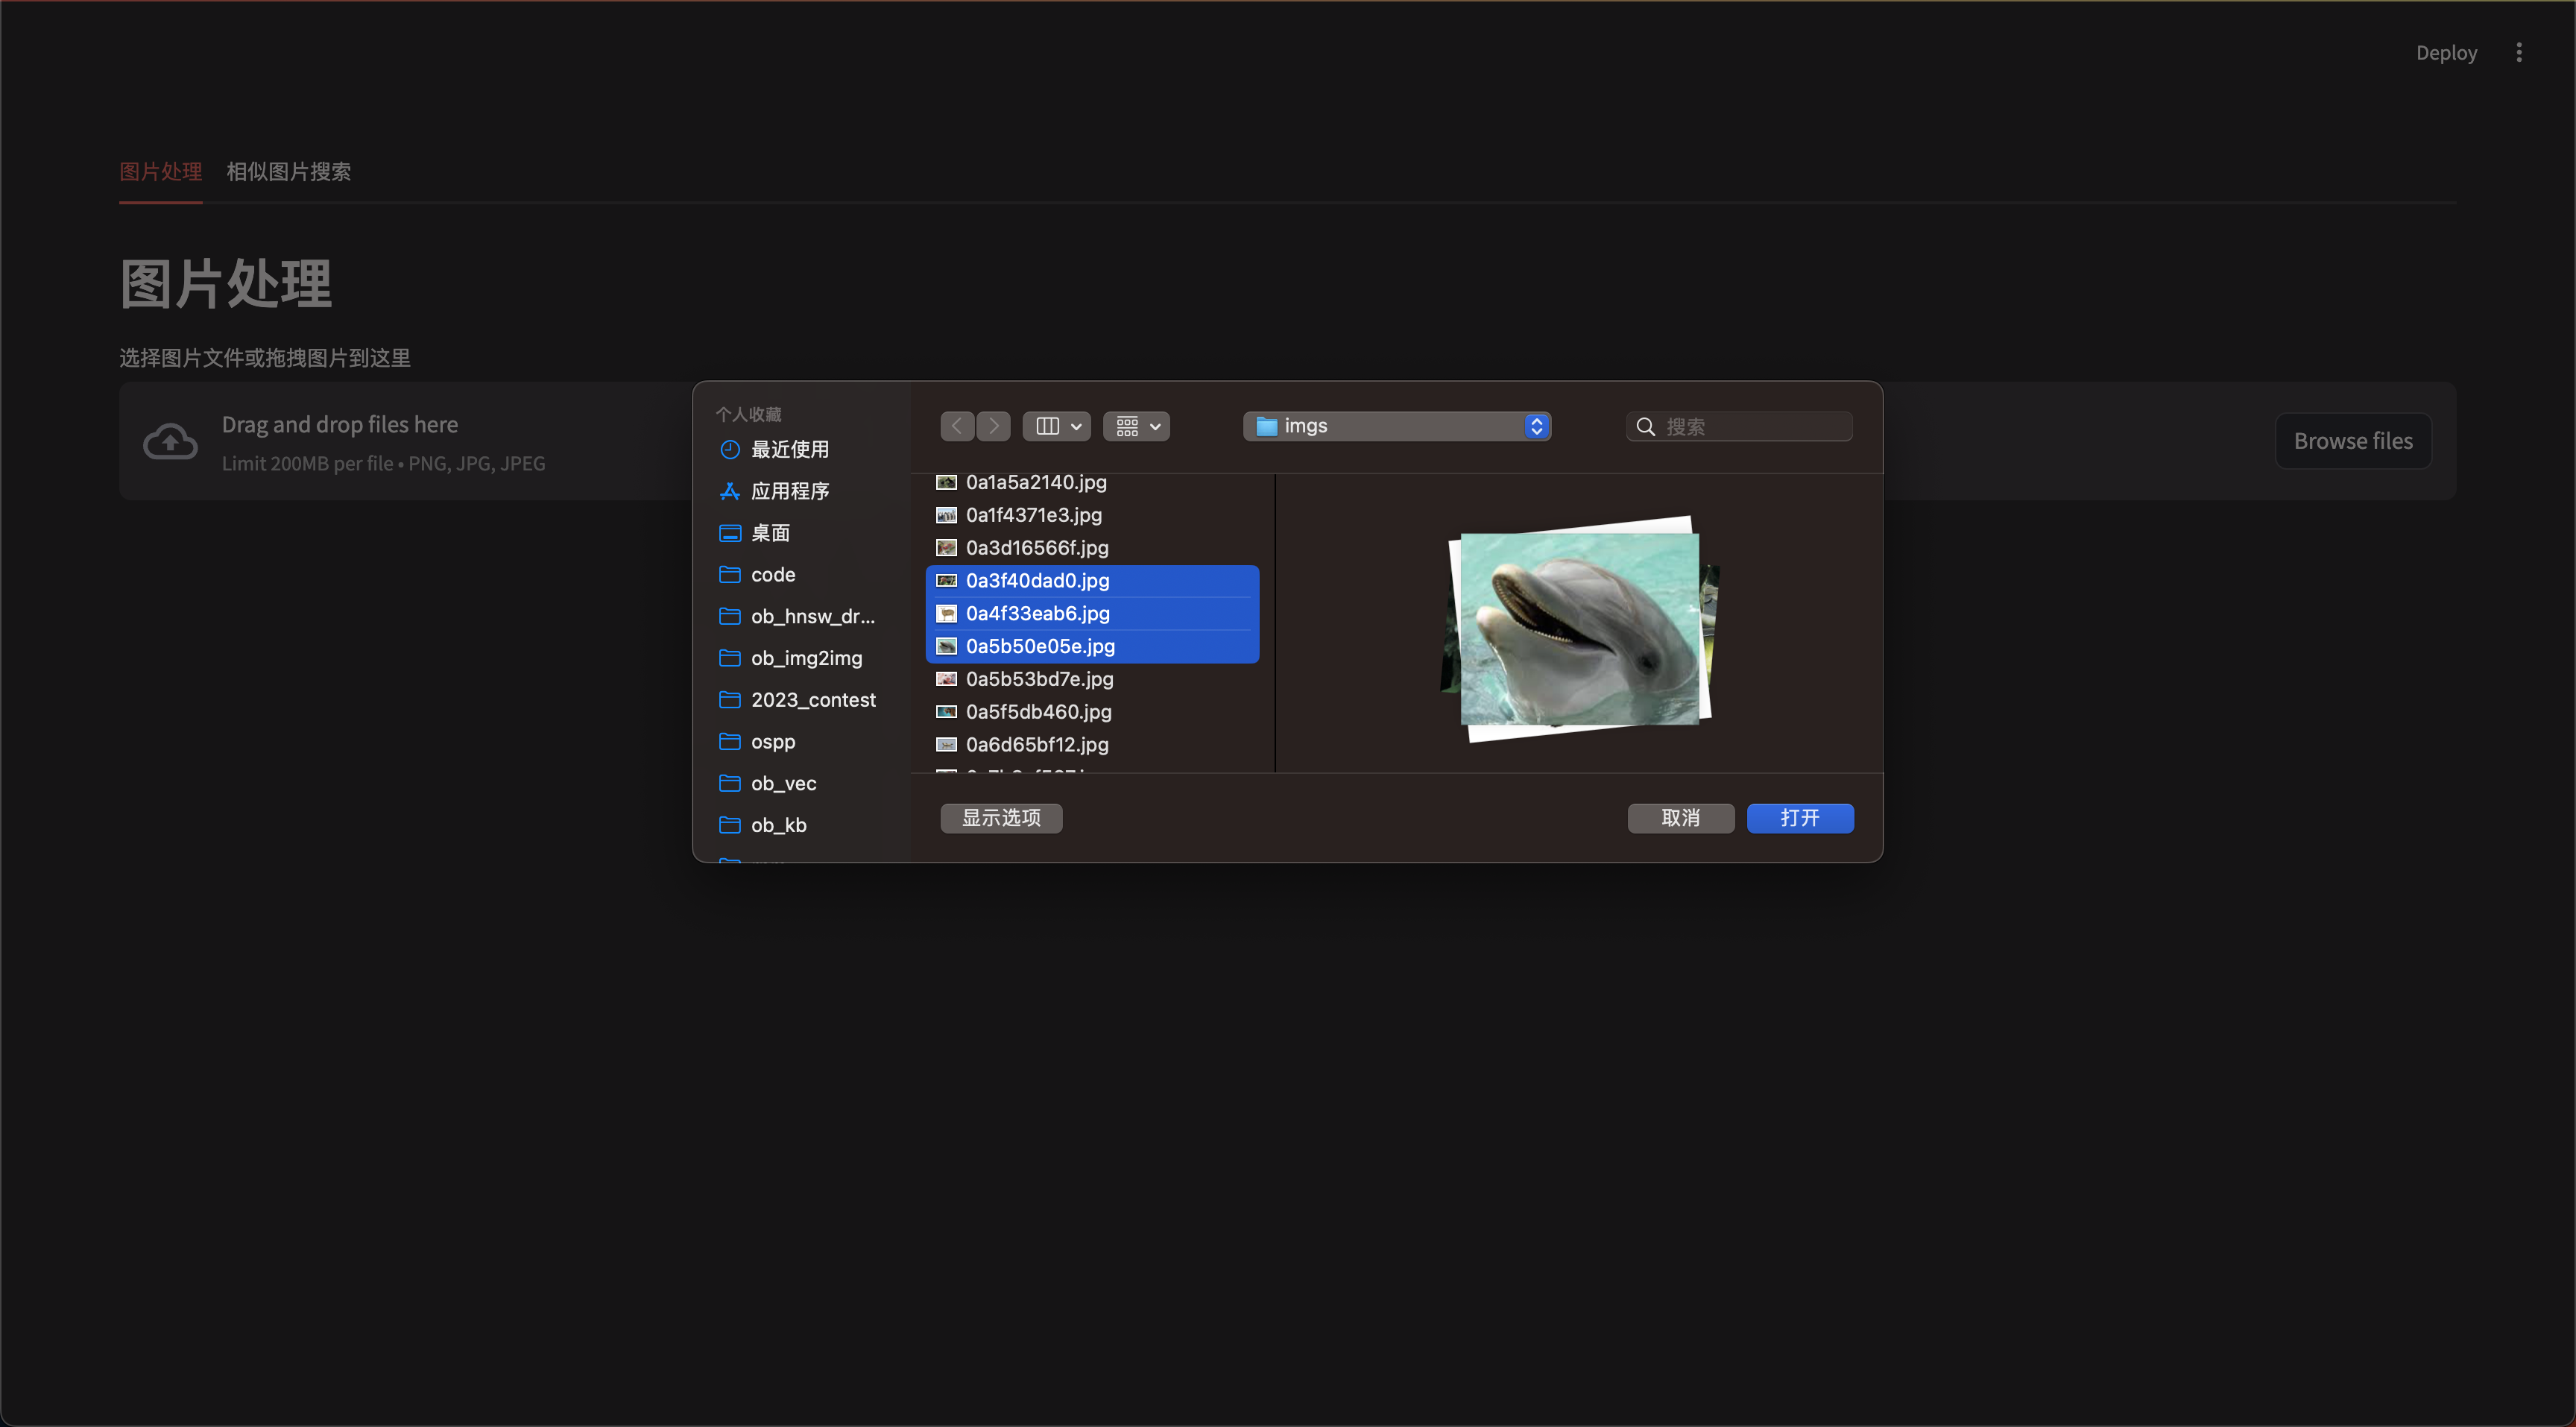 Deploy
图片处理
相似图片搜索
图片处理
选择图片文件或拖拽图片到这里
Drag and drop files here
Limit 200MB per file • PNG, JPG, JPEG
Browse files
个人收藏
最近使用
应用程序
桌面
code
ob_hnsw_dr...
ob_img2img
2023_contest
ospp
ob_vec
ob_kb
imgs
搜索
0a1a5a2140.jpg
0a1f4371e3.jpg
0a3d16566f.jpg
0a3f40dad0.jpg
0a4f33eab6.jpg
0a5b50e05e.jpg
0a5b53bd7e.jpg
0a5f5db460.jpg
0a6d65bf12.jpg
显示选项
取消
打开